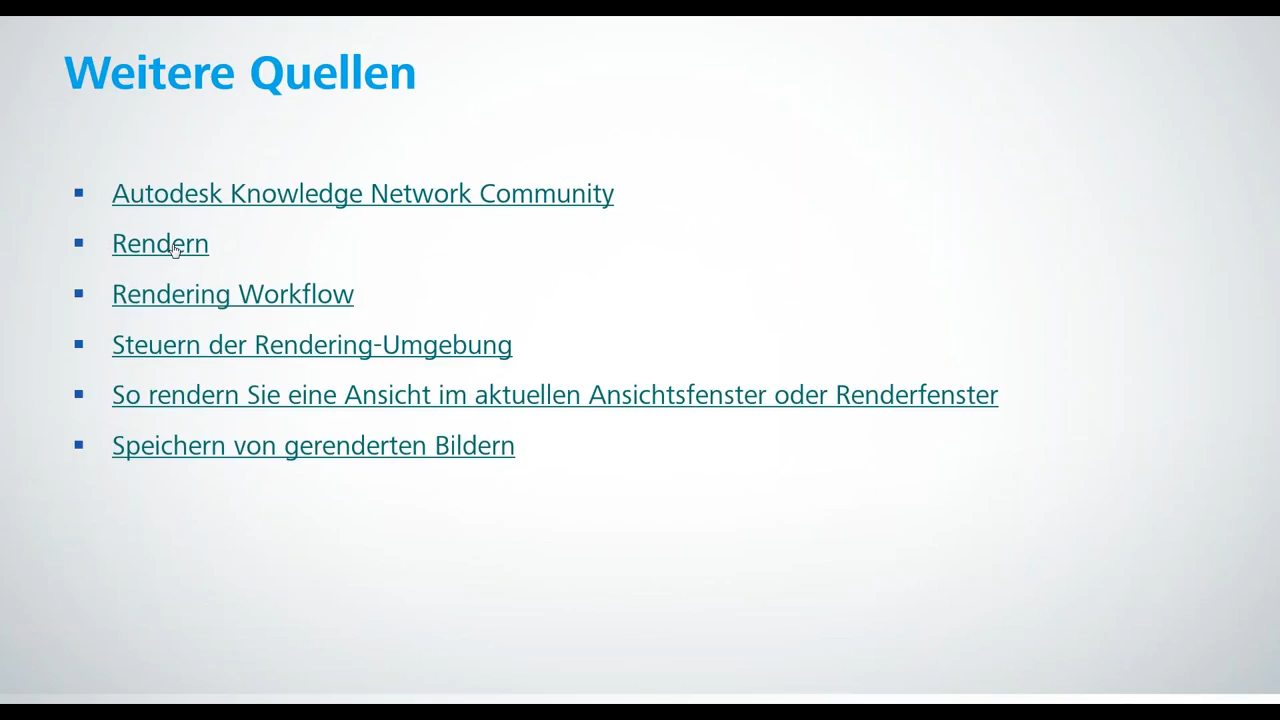 Weitere Quellen
Autodesk Knowledge Network Community
Rendern
Rendering Workflow
Steuern der Rendering-Umgebung
So rendern Sie eine Ansicht im aktuellen Ansichtsfenster oder Renderfenster
Speichern von gerenderten Bildern